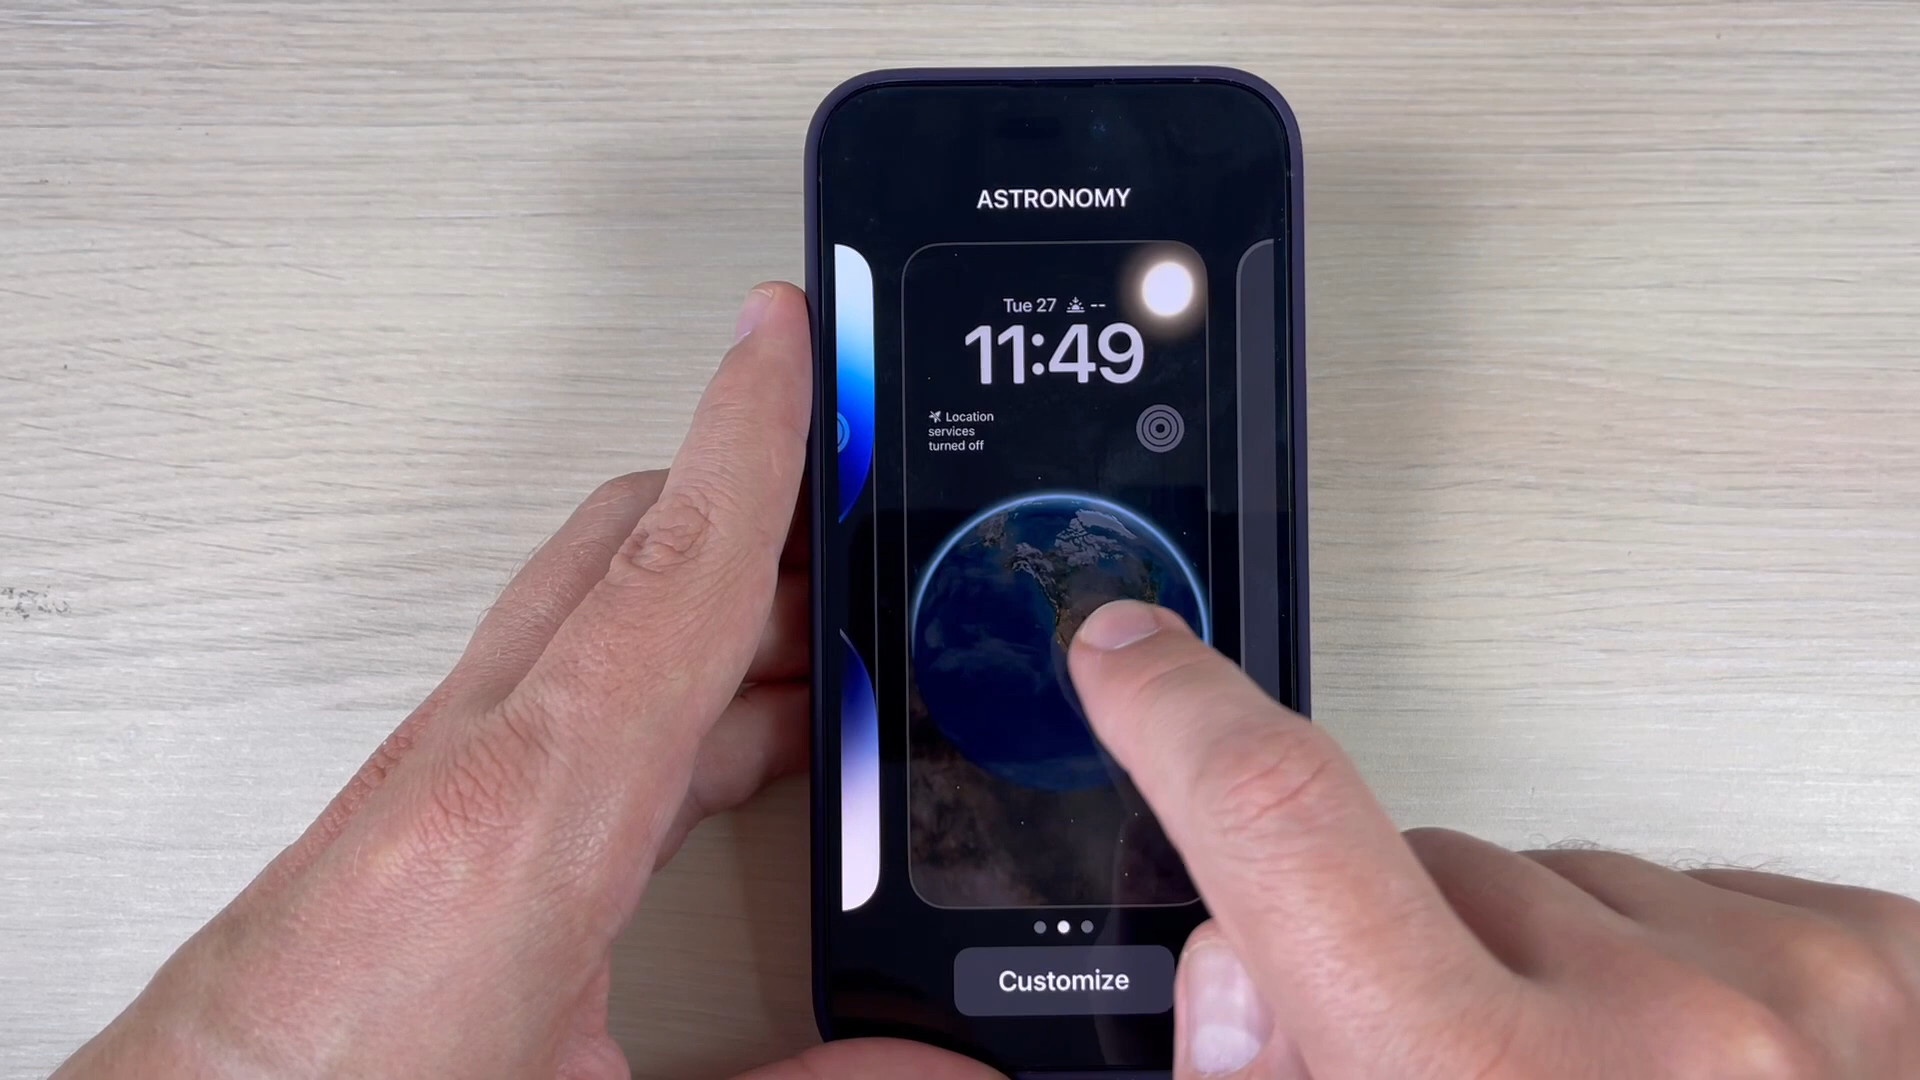 ASTRONOMY
Tue 27 --
11:49
Location
services
turned off
Customize